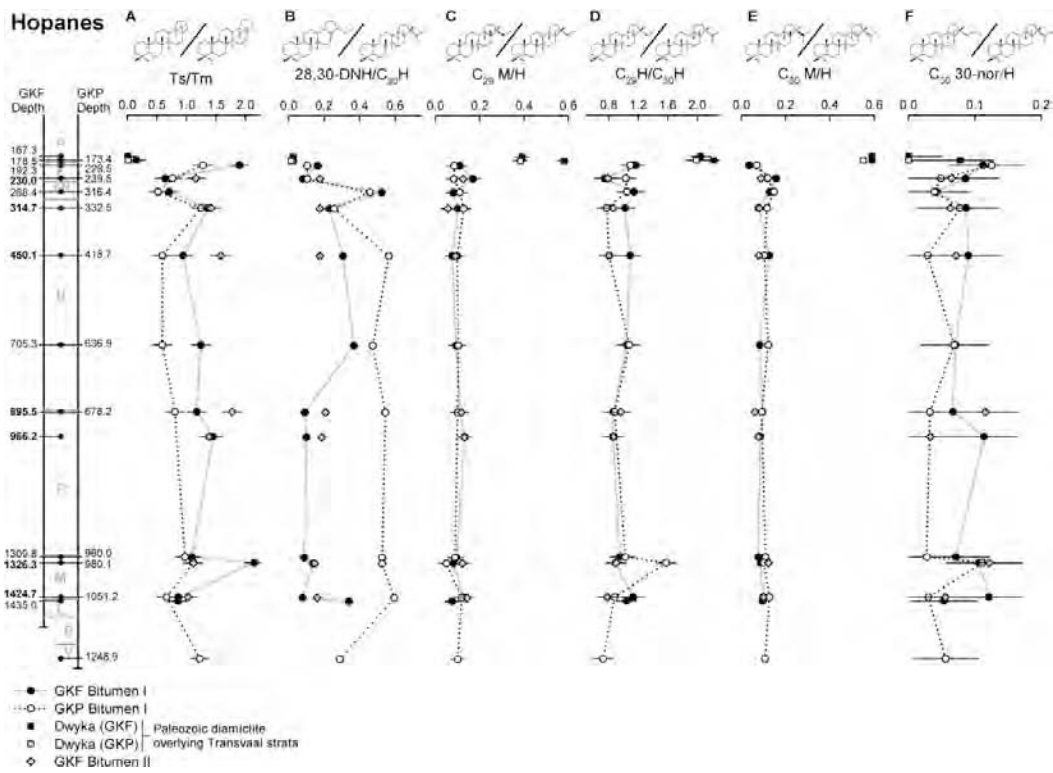 Hopanes
A B C D E F
Ts/Tm 28,30-DNH/C₃₀H C₂₉ M/H C₂₉H/C₃₀H C₃₀ M/H C₃₀ 30-nor/H
GKF Depth GKP Depth
0.0 0.5 1.0 1.5 2.0 0.0 0.2 0.4 0.6 0.0 0.2 0.4 0.6 0.8 1.2 1.6 2.0 0.0 0.2 0.4 0.6 0.0 0.1 0.2
167.3
178.5 173.4
192.3 229.5
230.0 239.5
268.4 316.4
314.7 332.5
450.1 418.7
M
705.3 636.9
895.5 678.2
966.2
R
1309.8 960.0
1326.3 980.1
M
1424.7 1051.2
1435.0
L
B
V 1248.9
GKF Bitumen I
GKP Bitumen I
Dwyka (GKF) Paleozoic diamictite
Dwyka (GKP) overlying Transvaal strata
GKF Bitumen II